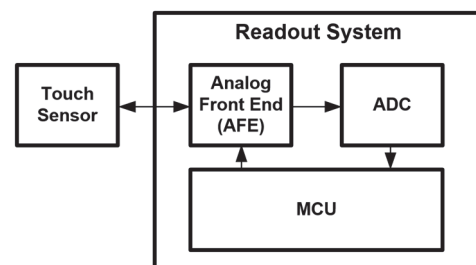 Readout System
Touch
Sensor
Analog
Front End
(AFE)
ADC
MCU